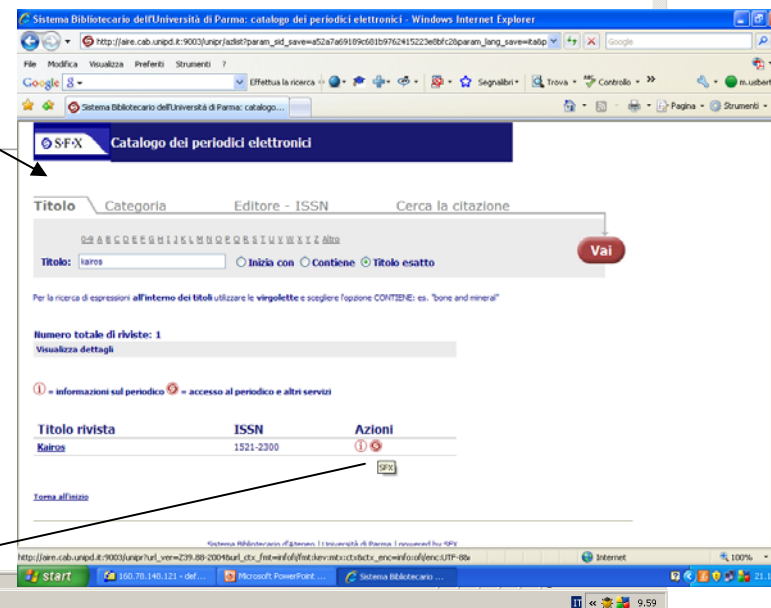 Sistema Bibliotecario dell'Università di Parma: catalogo dei periodici elettronici - Windows Internet Explorer
Google
File Modifica Visualizza Preferiti Strumenti ?
Google Effettua la ricerca Segnalibri Trova Controllo »
Sistema Bibliotecario dell'Università di Parma: catalogo... Pagina Strumenti
S·F·X Catalogo dei periodici elettronici
Titolo Categoria Editore - ISSN Cerca la citazione
0-9 A B C D E F G H I J K L M N O P Q R S T U V W X Y Z Altro
Titolo: kairos Inizia con Contiene Titolo esatto Vai
Per la ricerca di espressioni all'interno dei titoli utilizzare le virgolette e scegliere l'opzione CONTIENE: es. "bone and mineral"
Numero totale di riviste: 1
Visualizza dettagli
i = informazioni sul periodico = accesso al periodico e altri servizi
Titolo rivista ISSN Azioni
Kairos 1521-2300 i
SFX
Torna all'inizio
Sistema Bibliotecario d'Ateneo | Università di Parma | powered by SFX
Internet 100%
start 160.78.140.121 - def... Microsoft PowerPoint ... Sistema Bibliotecario ... 21.1
IT « 9.59